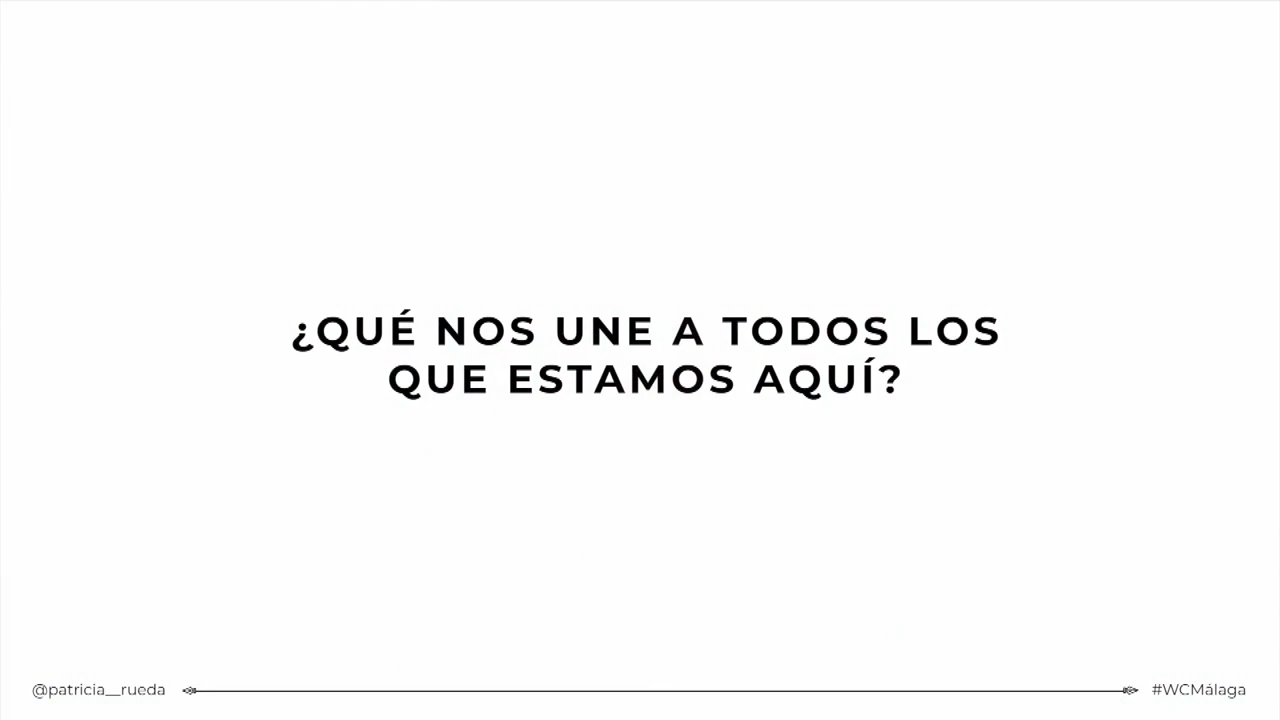 ¿QUÉ NOS UNE A TODOS LOS
QUE ESTAMOS AQUÍ?
@patricia__rueda
#WCMálaga